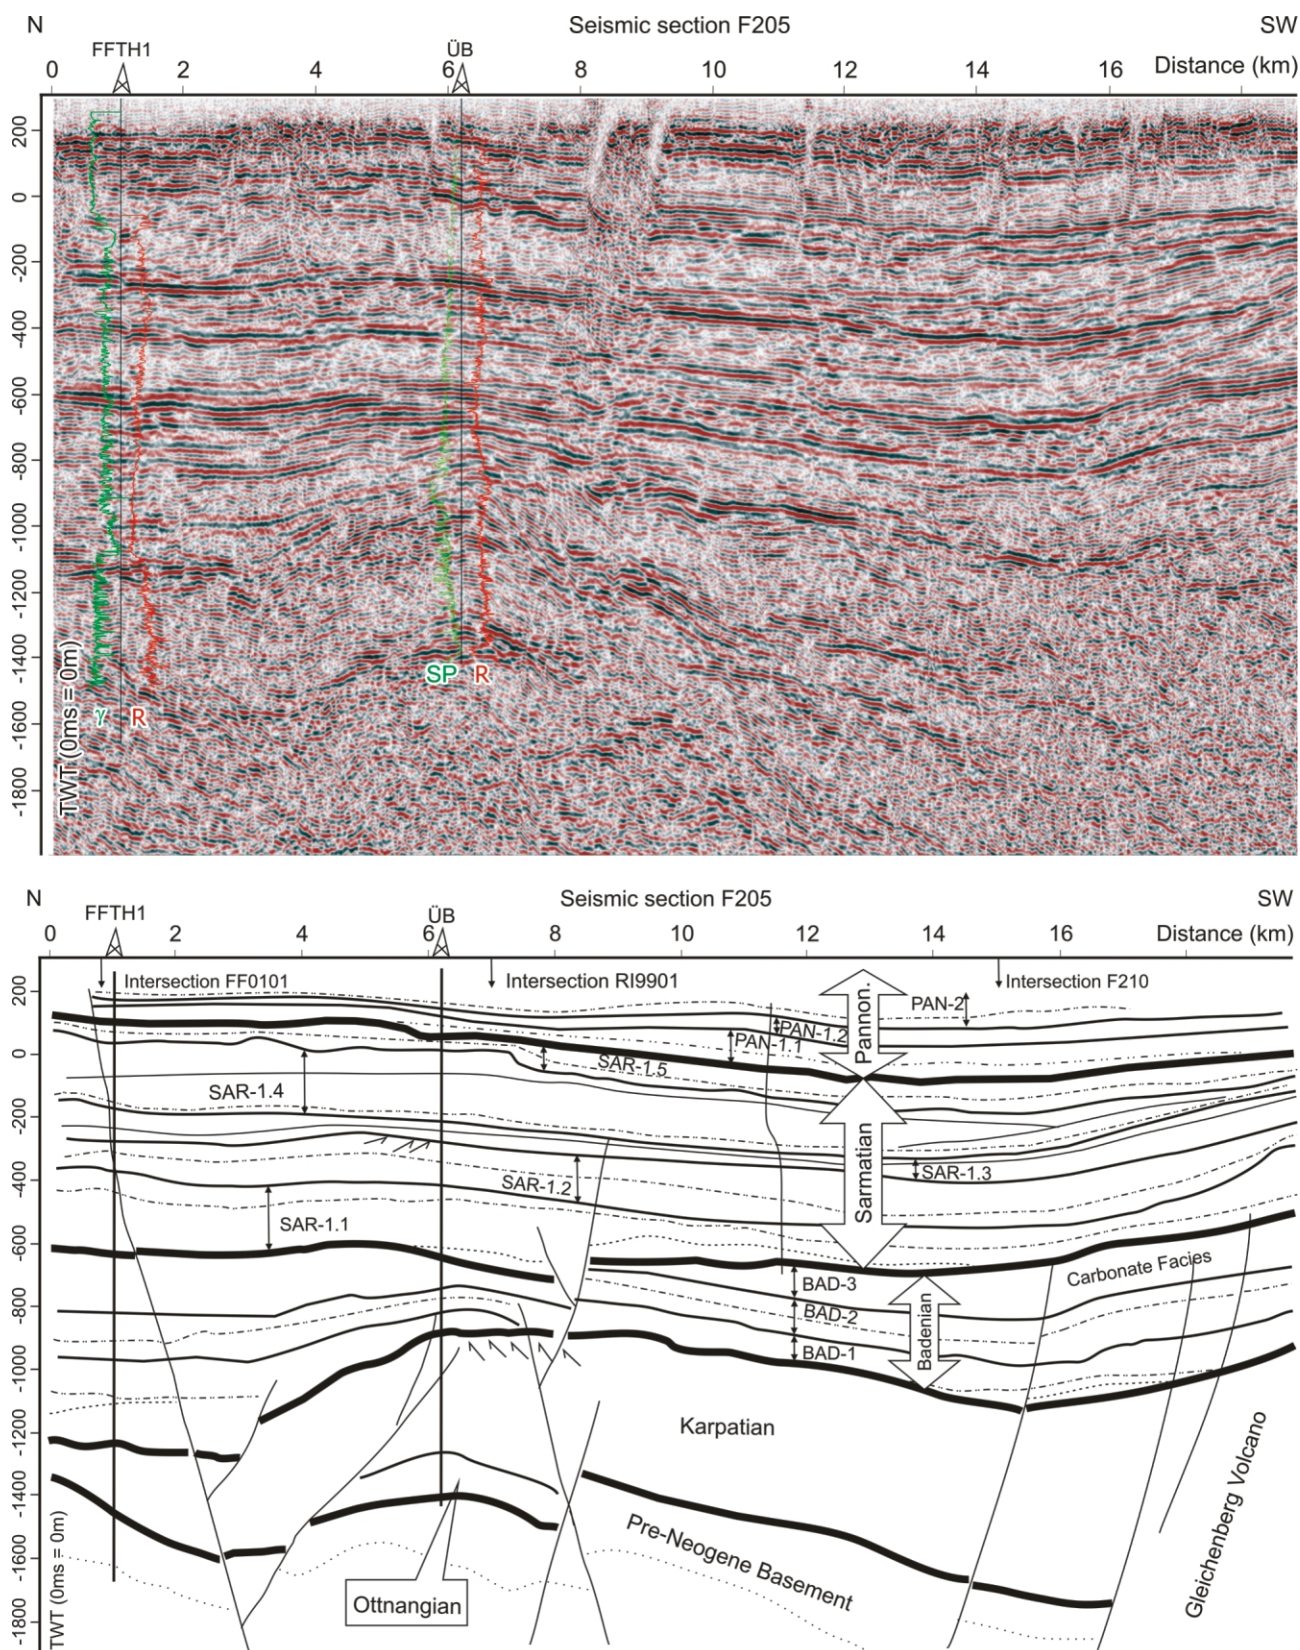 N Seismic section F205 SW
FFTH1 ÜB
0 2 4 6 8 10 12 14 16 Distance (km)
200
0
-200
-400
-600
-800
-1000
-1200
-1400
-1600
-1800
TWT (0ms = 0m)
γ R
SP R
N Seismic section F205 SW
FFTH1 ÜB
0 2 4 6 8 10 12 14 16 Distance (km)
Intersection FF0101 Intersection RI9901 Intersection F210
200
0
-200
-400
-600
-800
-1000
-1200
-1400
-1600
-1800
TWT (0ms = 0m)
Pannon.
PAN-2
PAN-1.2
PAN-1.1
SAR-1.5
SAR-1.4
Sarmatian
SAR-1.3
SAR-1.2
SAR-1.1
Carbonate Facies
BAD-3
BAD-2
BAD-1
Badenian
Karpatian
Pre-Neogene Basement
Gleichenberg Volcano
Ottnangian